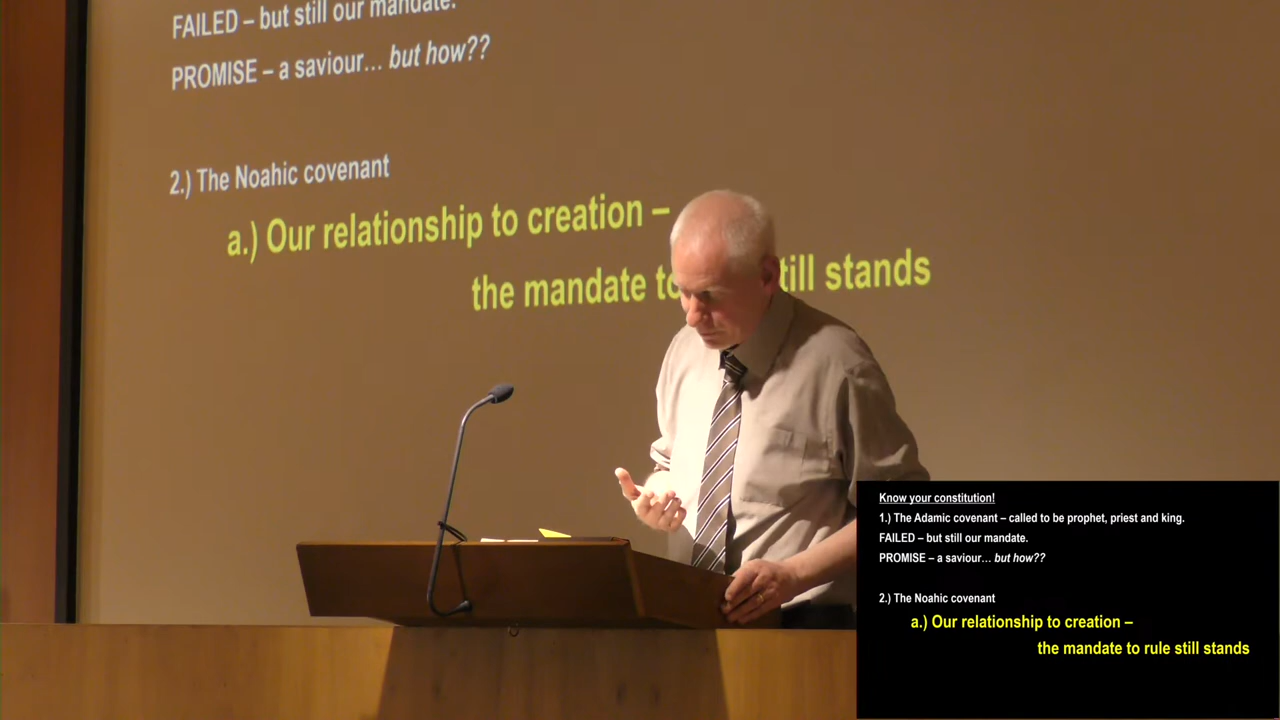 FAILED – but still our mandate.
PROMISE – a saviour... but how??
2.) The Noahic covenant
a.) Our relationship to creation –
the mandate to still stands
Know your constitution!
1.) The Adamic covenant – called to be prophet, priest and king.
FAILED – but still our mandate.
PROMISE – a saviour... but how??
2.) The Noahic covenant
a.) Our relationship to creation –
the mandate to rule still stands